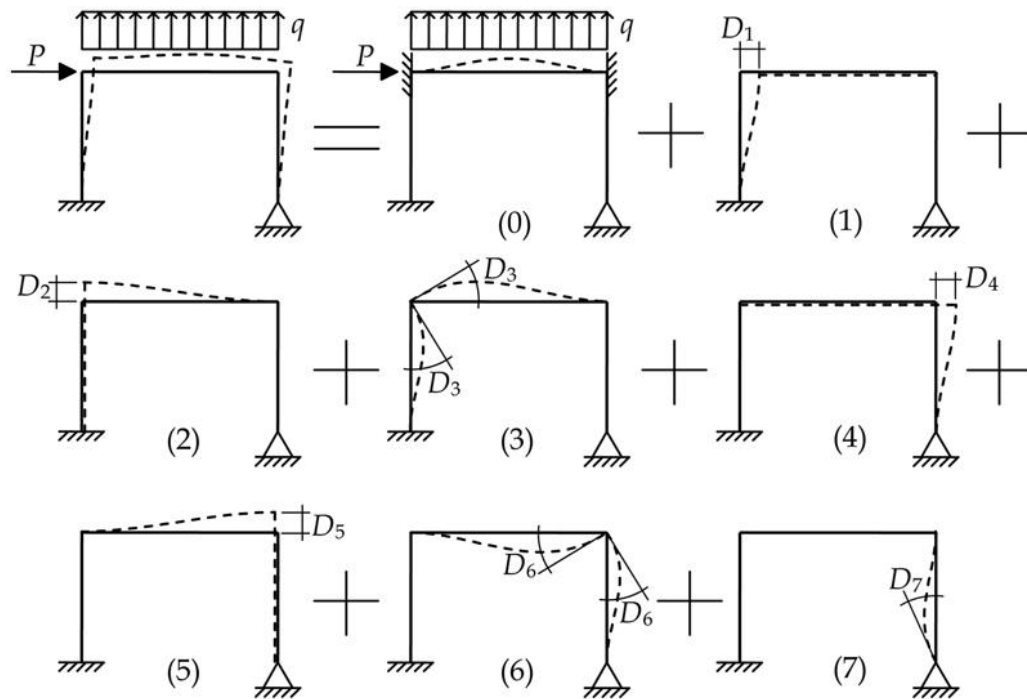 q q D1
P P
(0) (1)
D2 D3 D4
D3
(2) (3) (4)
D5 D6 D7
D6
(5) (6) (7)